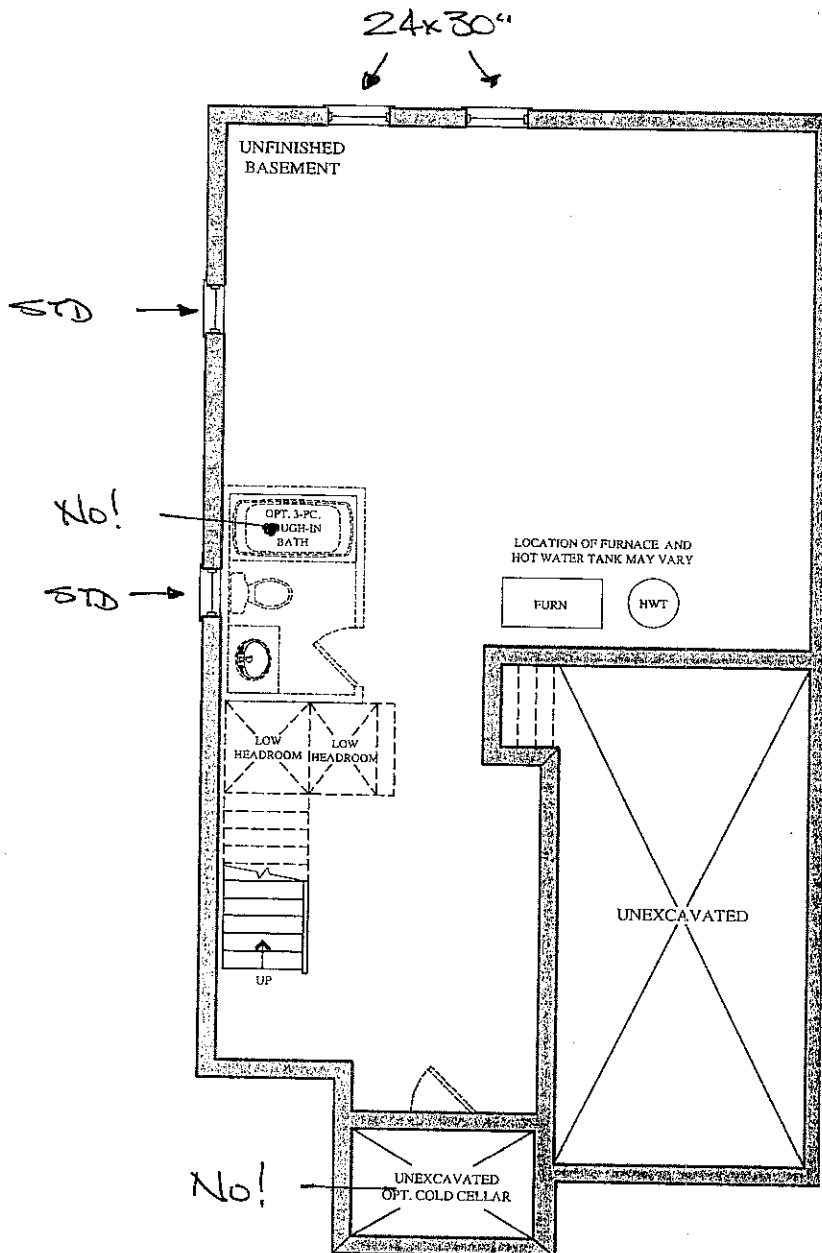 24x30"
UNFINISHED
BASEMENT
STD
No!
OPT. 3-PC.
ROUGH-IN
BATH
LOCATION OF FURNACE AND
HOT WATER TANK MAY VARY
STD
FURN
HWT
LOW
HEADROOM
LOW
HEADROOM
UNEXCAVATED
UP
No!
UNEXCAVATED
OPT. COLD CELLAR